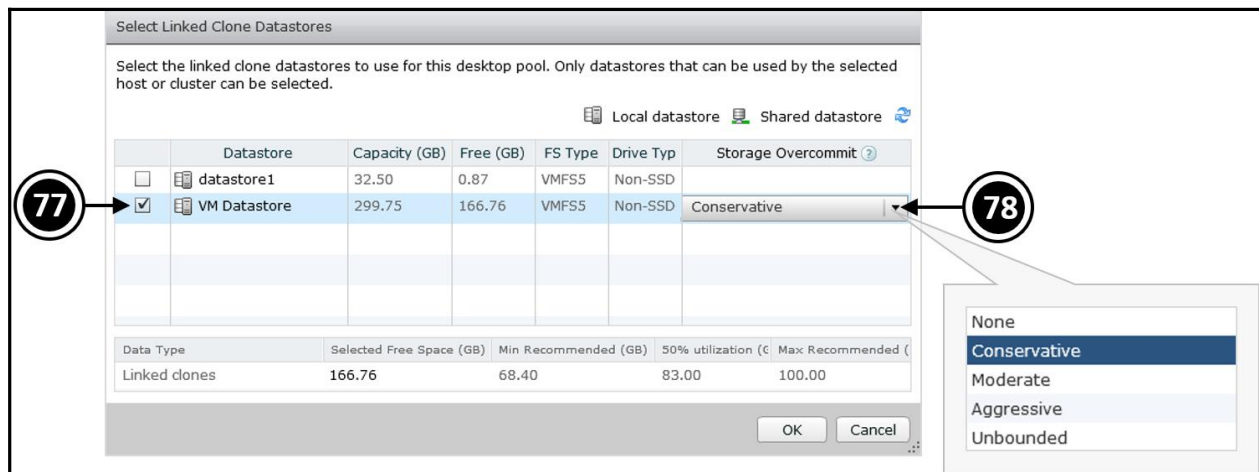 Select Linked Clone Datastores
Select the linked clone datastores to use for this desktop pool. Only datastores that can be used by the selected
host or cluster can be selected.
Local datastore Shared datastore
Datastore Capacity (GB) Free (GB) FS Type Drive Typ Storage Overcommit ?
datastore1 32.50 0.87 VMFS5 Non-SSD
77 VM Datastore 299.75 166.76 VMFS5 Non-SSD Conservative 78
Data Type Selected Free Space (GB) Min Recommended (GB) 50% utilization (G Max Recommended (
Linked clones 166.76 68.40 83.00 100.00
OK Cancel
None
Conservative
Moderate
Aggressive
Unbounded